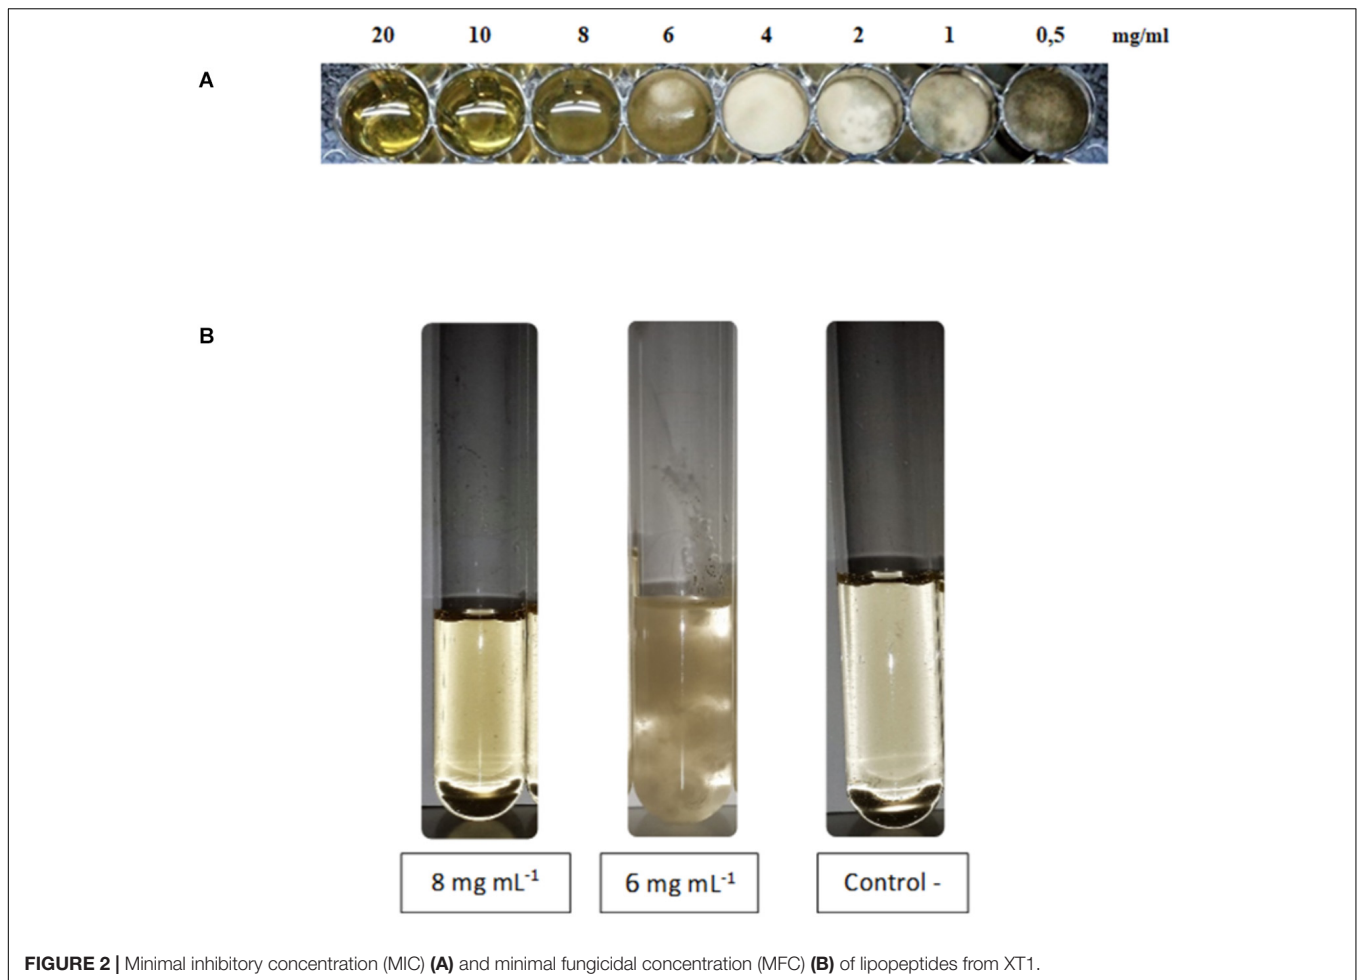 20 10 8 6 4 2 1 0,5 mg/ml
A
B
8 mg mL-1
6 mg mL-1
Control -
FIGURE 2 | Minimal inhibitory concentration (MIC) (A) and minimal fungicidal concentration (MFC) (B) of lipopeptides from XT1.